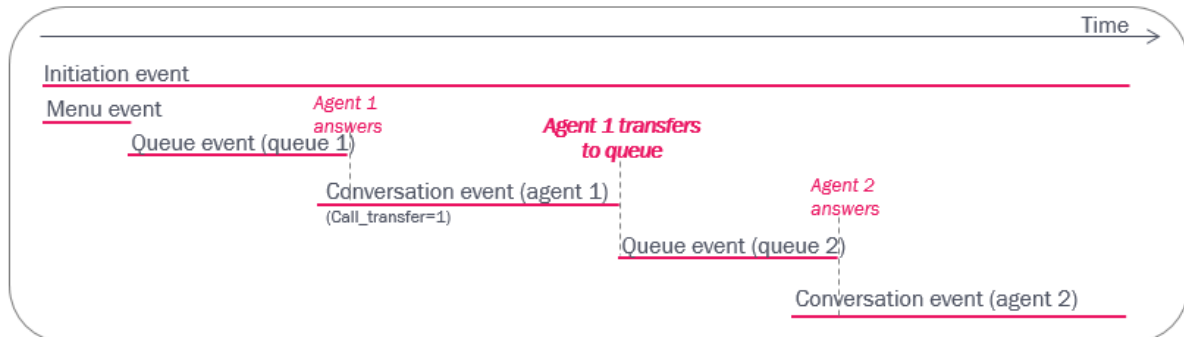 Time
Initiation event
Menu event
Agent 1
answers
Queue event (queue 1)
Agent 1 transfers
to queue
Conversation event (agent 1)
(Call_transfer=1)
Agent 2
answers
Queue event (queue 2)
Conversation event (agent 2)